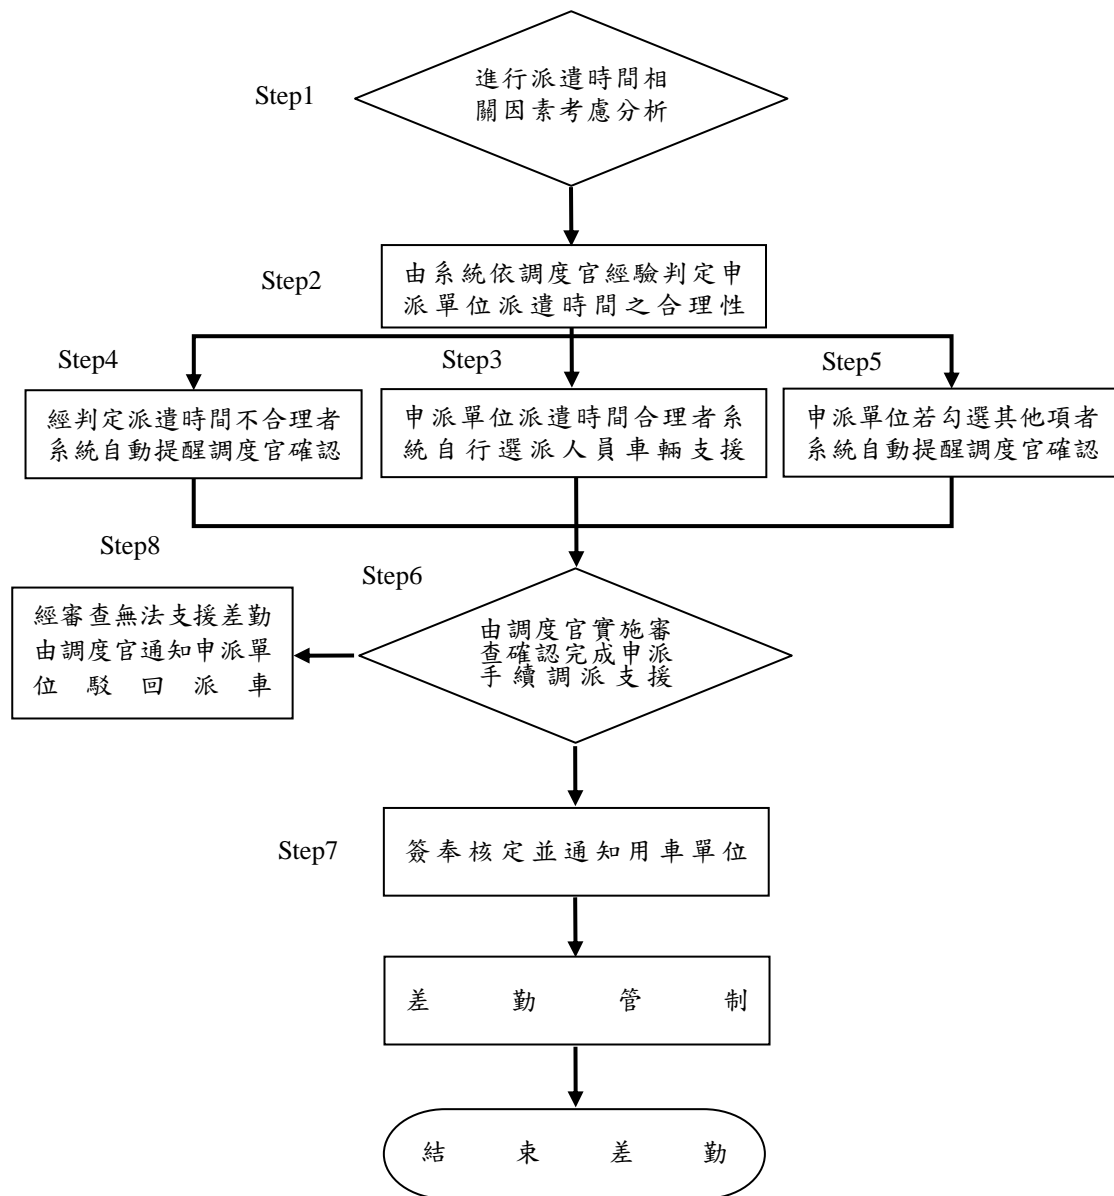 Step1
進行派遣時間相
關因素考慮分析
Step2
由系統依調度官經驗判定申
派單位派遣時間之合理性
Step4
Step3
Step5
經判定派遣時間不合理者
系統自動提醒調度官確認
申派單位派遣時間合理者系
統自行選派人員車輛支援
申派單位若勾選其他項者
系統自動提醒調度官確認
Step8
Step6
經審查無法支援差勤
由調度官通知申派單
位駁回派車
由調度官實施審
查確認完成申派
手續調派支援
Step7
簽奉核定並通知用車單位
差勤管制
結束差勤